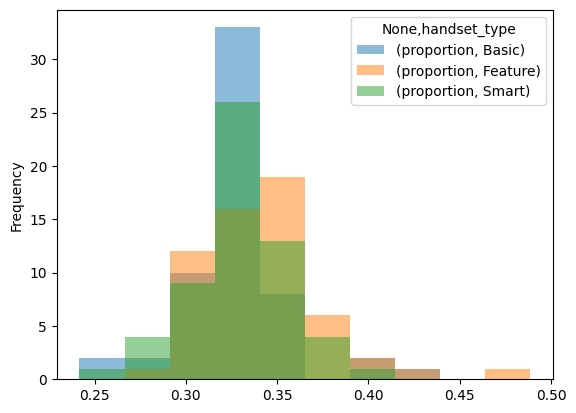 None,handset_type
(proportion, Basic)
(proportion, Feature)
(proportion, Smart)
Frequency
30
25
20
15
10
5
0
0.25 0.30 0.35 0.40 0.45 0.50